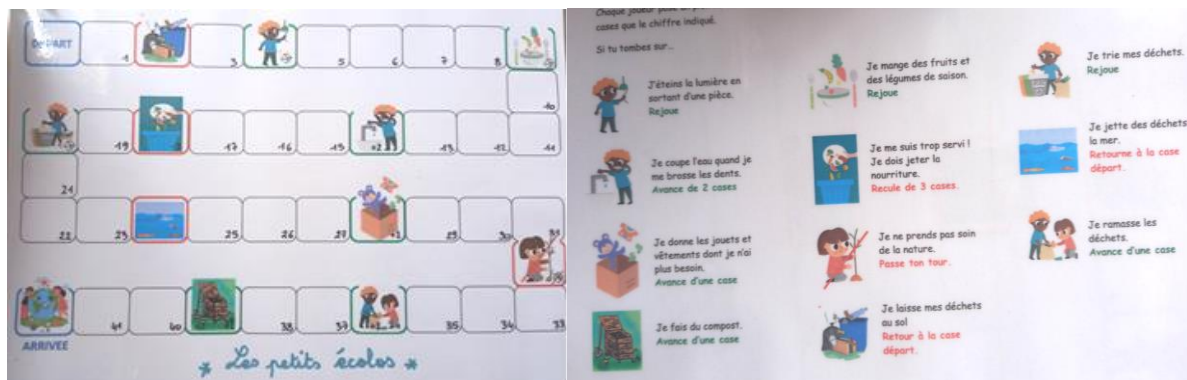 DEPART
1
3
5
6
7
8
10
19
17
16
15
+2
13
12
11
21
22
23
25
26
27
+2
29
30
31
ARRIVEE
41
40
38
37
35
34
33
* Les petits écolos *
Chaque joueur pose un
cases que le chiffre indiqué.
Si tu tombes sur...
J'éteins la lumière en
sortant d'une pièce.
Rejoue
Je coupe l'eau quand je
me brosse les dents.
Avance de 2 cases
Je donne les jouets et
vêtements dont je n'ai
plus besoin.
Avance d'une case
Je fais du compost.
Avance d'une case
Je mange des fruits et
des légumes de saison.
Rejoue
Je me suis trop servi !
Je dois jeter la
nourriture.
Recule de 3 cases.
Je ne prends pas soin
de la nature.
Passe ton tour.
Je laisse mes déchets
au sol
Retour à la case
départ.
Je trie mes déchets.
Rejoue
Je jette des déchets
la mer.
Retourne à la case
départ.
Je ramasse les
déchets.
Avance d'une case